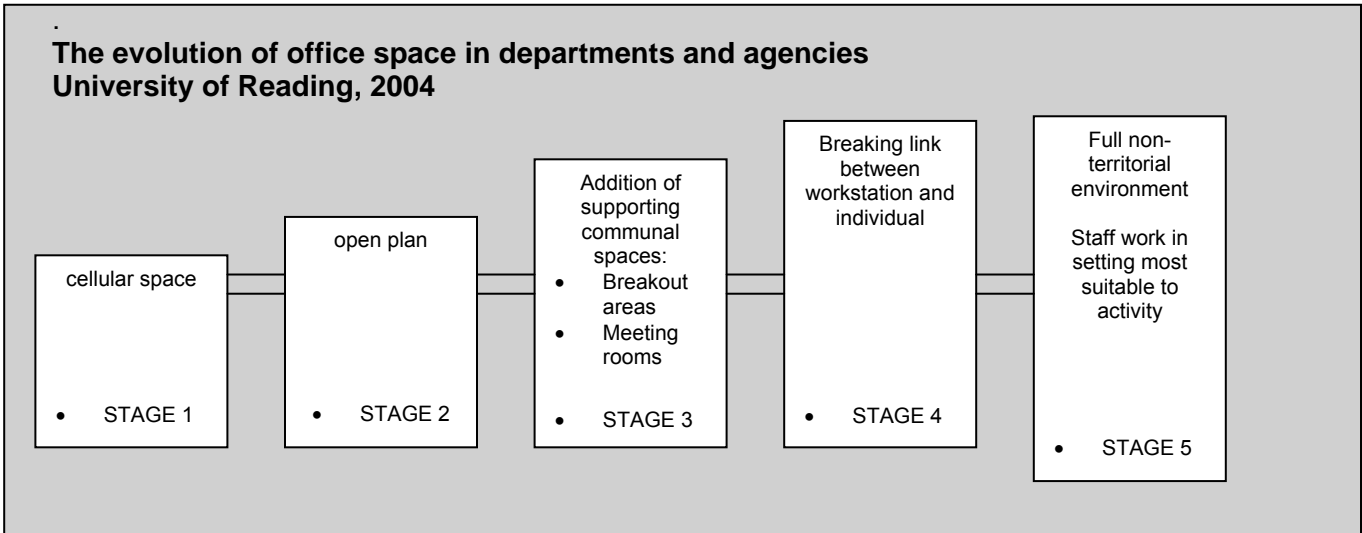 .
The evolution of office space in departments and agencies
University of Reading, 2004
cellular space
• STAGE 1
open plan
• STAGE 2
Addition of
supporting
communal
spaces:
• Breakout
areas
• Meeting
rooms
• STAGE 3
Breaking link
between
workstation and
individual
• STAGE 4
Full non-
territorial
environment
Staff work in
setting most
suitable to
activity
• STAGE 5